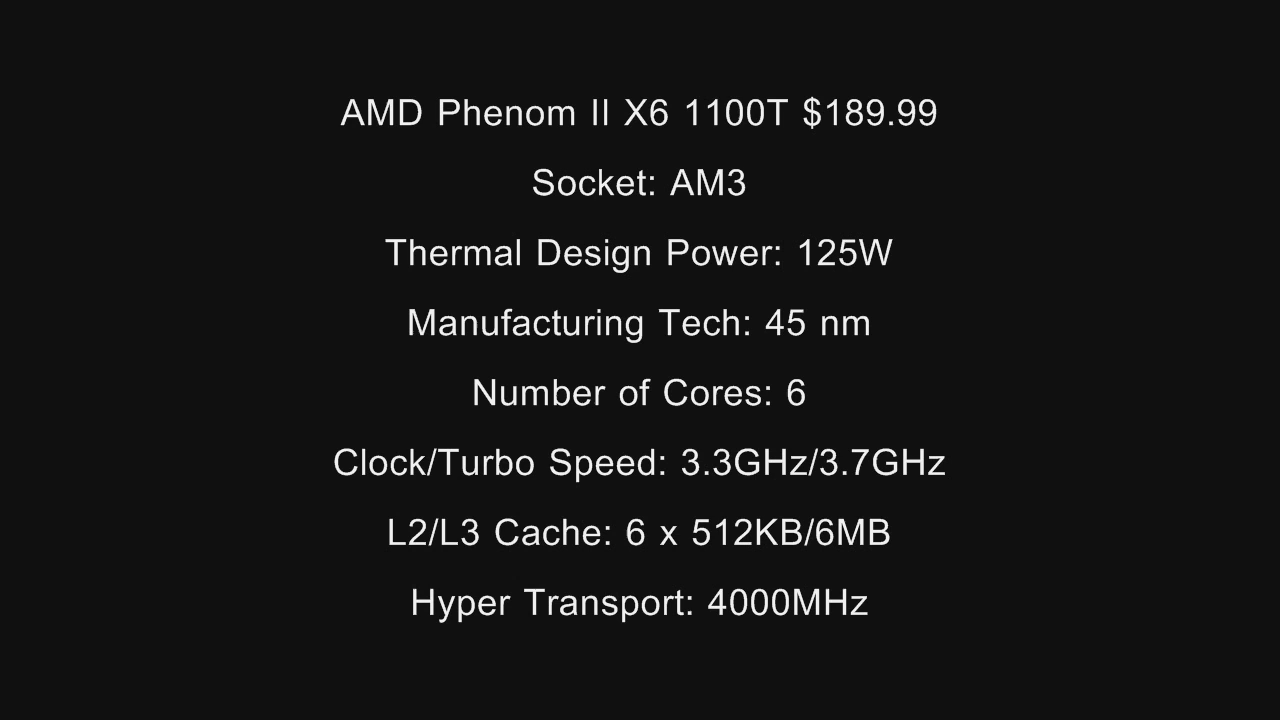 AMD Phenom II X6 1100T $189.99
Socket: AM3
Thermal Design Power: 125W
Manufacturing Tech: 45 nm
Number of Cores: 6
Clock/Turbo Speed: 3.3GHz/3.7GHz
L2/L3 Cache: 6 x 512KB/6MB
Hyper Transport: 4000MHz